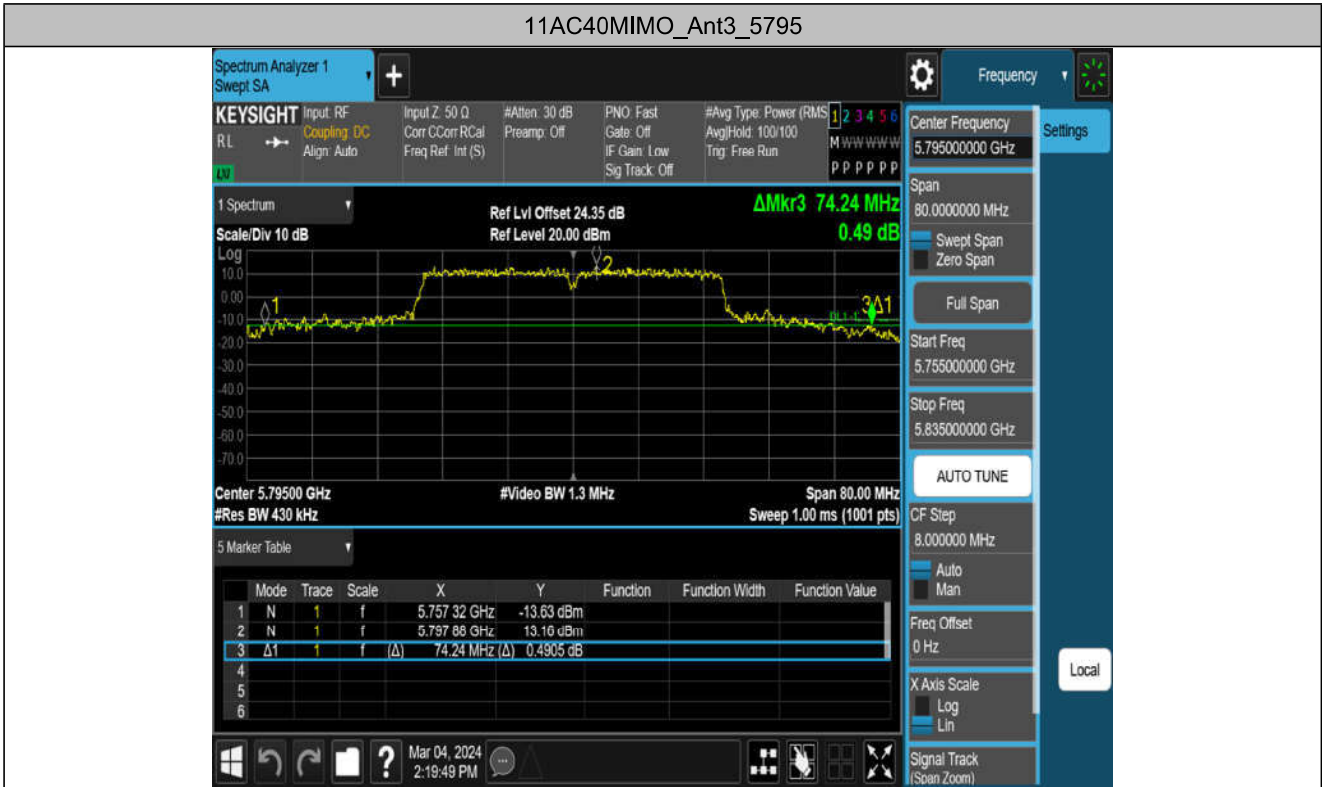 11AC40MIMO_Ant3_5795
Spectrum Analyzer 1
Swept SA
+
Frequency
KEYSIGHT
RL
LXI
Input: RF
Coupling: DC
Align: Auto
Input Z: 50 Ω
Corr CCorr RCal
Freq Ref: Int (S)
#Atten: 30 dB
Preamp: Off
PNO: Fast
Gate: Off
IF Gain: Low
Sig Track: Off
#Avg Type: Power (RMS
Avg|Hold: 100/100
Trig: Free Run
1 2 3 4 5 6
M W W W W W
P P P P P P
Center Frequency
5.795000000 GHz
Settings
1 Spectrum
Scale/Div 10 dB
Ref Lvl Offset 24.35 dB
Ref Level 20.00 dBm
ΔMkr3 74.24 MHz
0.49 dB
Span
80.0000000 MHz
Swept Span
Zero Span
Full Span
Start Freq
5.755000000 GHz
Stop Freq
5.835000000 GHz
AUTO TUNE
CF Step
8.000000 MHz
Auto
Man
Freq Offset
0 Hz
X Axis Scale
Log
Lin
Signal Track
(Span Zoom)
Local
Log
10.0
0.00
-10.0
-20.0
-30.0
-40.0
-50.0
-60.0
-70.0
1
2
3Δ1
Center 5.79500 GHz
#Res BW 430 kHz
#Video BW 1.3 MHz
Span 80.00 MHz
Sweep 1.00 ms (1001 pts)
5 Marker Table
Mode Trace Scale X Y Function Function Width Function Value
1 N 1 f 5.757 32 GHz -13.63 dBm
2 N 1 f 5.797 88 GHz 13.16 dBm
3 Δ1 1 f (Δ) 74.24 MHz (Δ) 0.4905 dB
4
5
6
?
Mar 04, 2024
2:19:49 PM